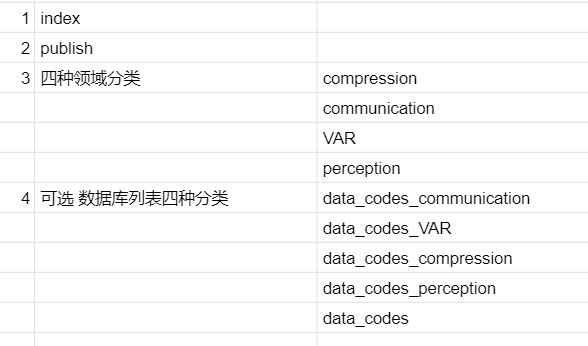 1 index
2 publish
3 四种领域分类 compression
communication
VAR
perception
4 可选 数据库列表四种分类 data_codes_communication
data_codes_VAR
data_codes_compression
data_codes_perception
data_codes